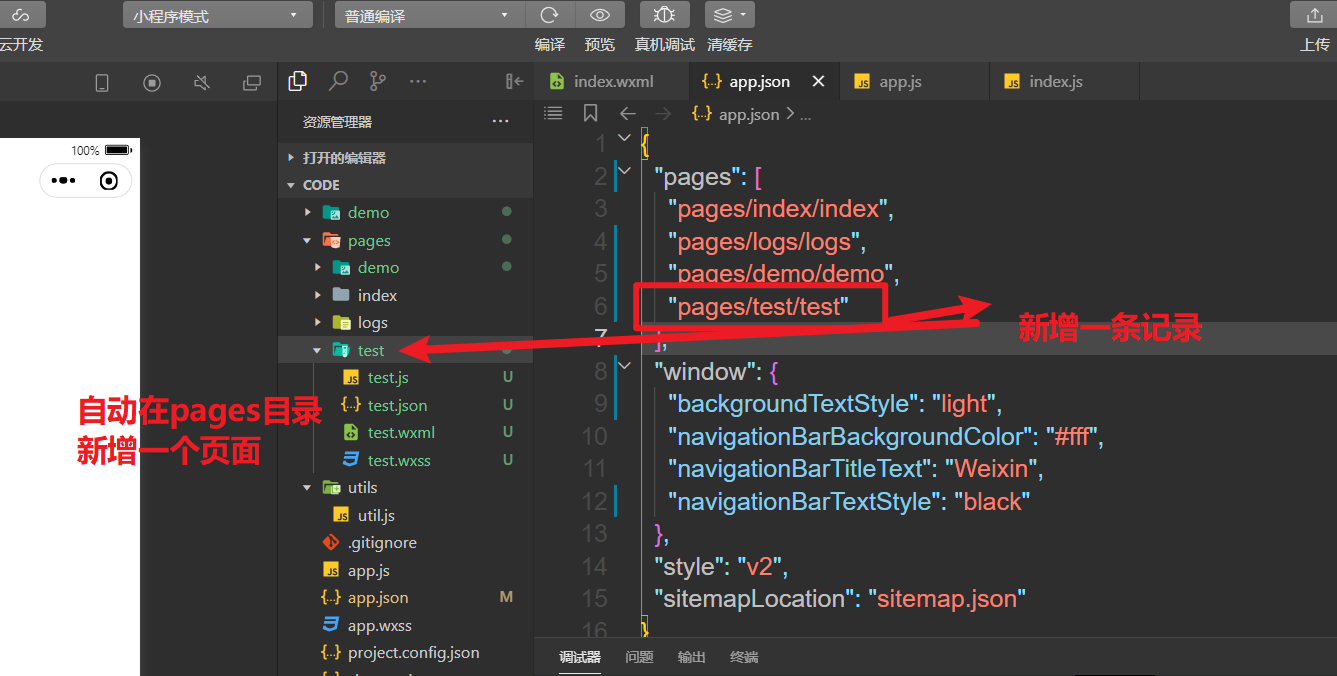 小程序模式
普通编译
云开发
编译
预览
真机调试
清缓存
上传
index.wxml
app.json
app.js
index.js
资源管理器
app.json
...
100%
打开的编辑器
CODE
demo
pages
demo
index
logs
test
test.js U
test.json U
test.wxml U
test.wxss U
utils
util.js
.gitignore
app.js
app.json M
app.wxss
project.config.json
自动在pages目录
新增一个页面
新增一条记录
1 {
2 "pages": [
3 "pages/index/index",
4 "pages/logs/logs",
5 "pages/demo/demo",
6 "pages/test/test"
7 ],
8 "window": {
9 "backgroundTextStyle": "light",
10 "navigationBarBackgroundColor": "#fff",
11 "navigationBarTitleText": "Weixin",
12 "navigationBarTextStyle": "black"
13 },
14 "style": "v2",
15 "sitemapLocation": "sitemap.json"
16 }
调试器
问题
输出
终端